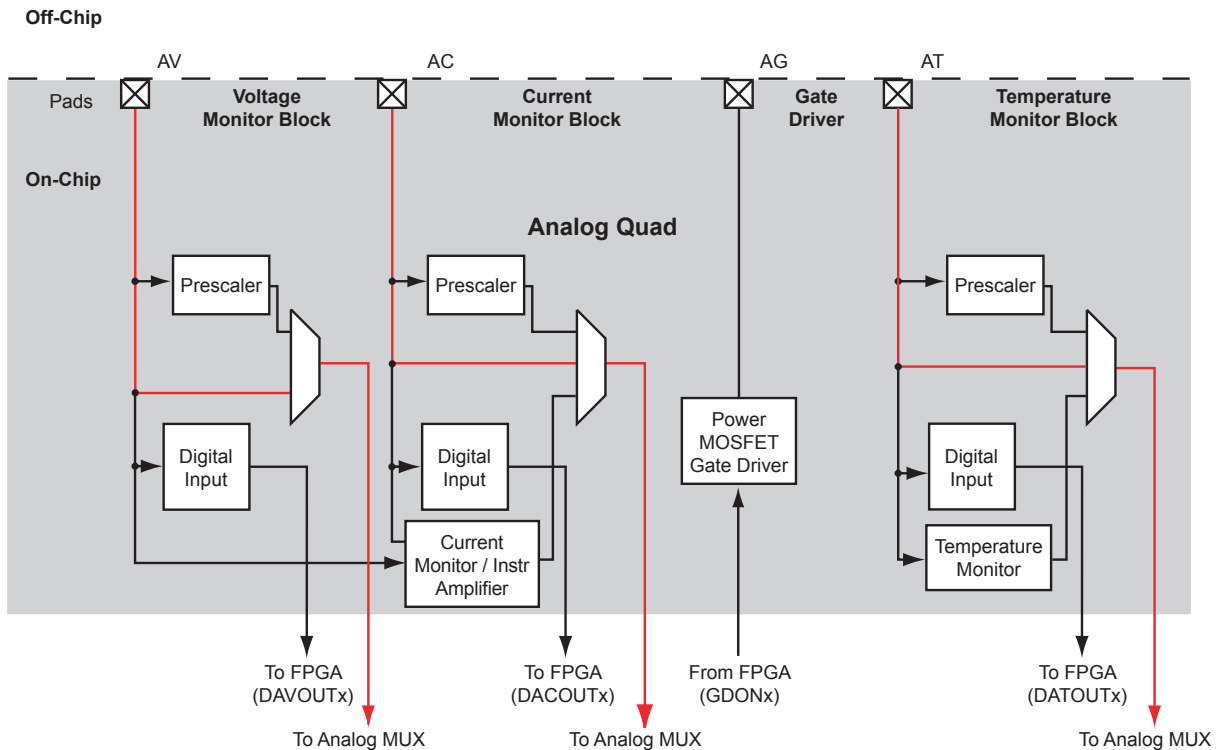 Off-Chip
AV
AC
AG
AT
Pads
Voltage
Monitor Block
Current
Monitor Block
Gate
Driver
Temperature
Monitor Block
On-Chip
Analog Quad
Prescaler
Prescaler
Prescaler
Power
MOSFET
Gate Driver
Digital
Input
Digital
Input
Digital
Input
Current
Monitor / Instr
Amplifier
Temperature
Monitor
To FPGA
(DAVOUTx)
To FPGA
(DACOUTx)
From FPGA
(GDONx)
To FPGA
(DATOUTx)
To Analog MUX
To Analog MUX
To Analog MUX